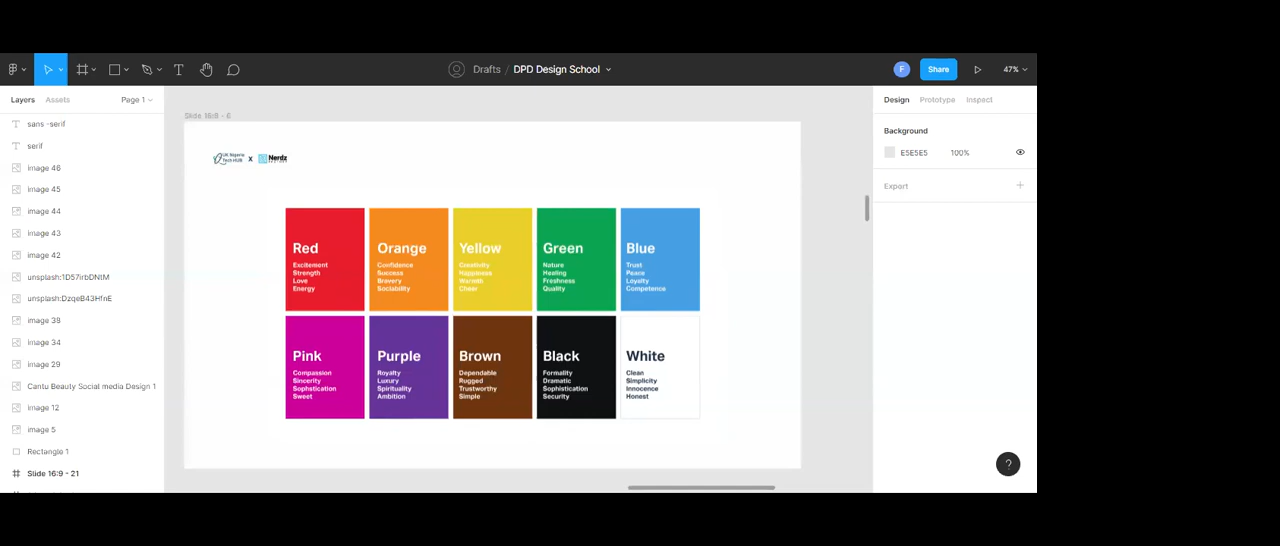 Drafts / DPD Design School
F
Share
47%
Layers
Assets
Page 1
sans -serif
serif
image 46
image 45
image 44
image 43
image 42
unsplash:1D57irbDNtM
unsplash:DzqeB43HfnE
image 38
image 34
image 29
Cantu Beauty Social media Design 1
image 12
image 5
Rectangle 1
Slide 16:9 - 21
Slide 16:9 - 6
UK Nigeria
Tech HUB
X
Nerdz
Red
Excitement
Strength
Love
Energy
Orange
Confidence
Success
Bravery
Sociability
Yellow
Creativity
Happiness
Warmth
Cheer
Green
Nature
Healing
Freshness
Quality
Blue
Trust
Peace
Loyalty
Competence
Pink
Compassion
Sincerity
Sophistication
Sweet
Purple
Royalty
Luxury
Spirituality
Ambition
Brown
Dependable
Rugged
Trustworthy
Simple
Black
Formality
Dramatic
Sophistication
Security
White
Clean
Simplicity
Innocence
Honest
Design
Prototype
Inspect
Background
E5E5E5
100%
Export
?